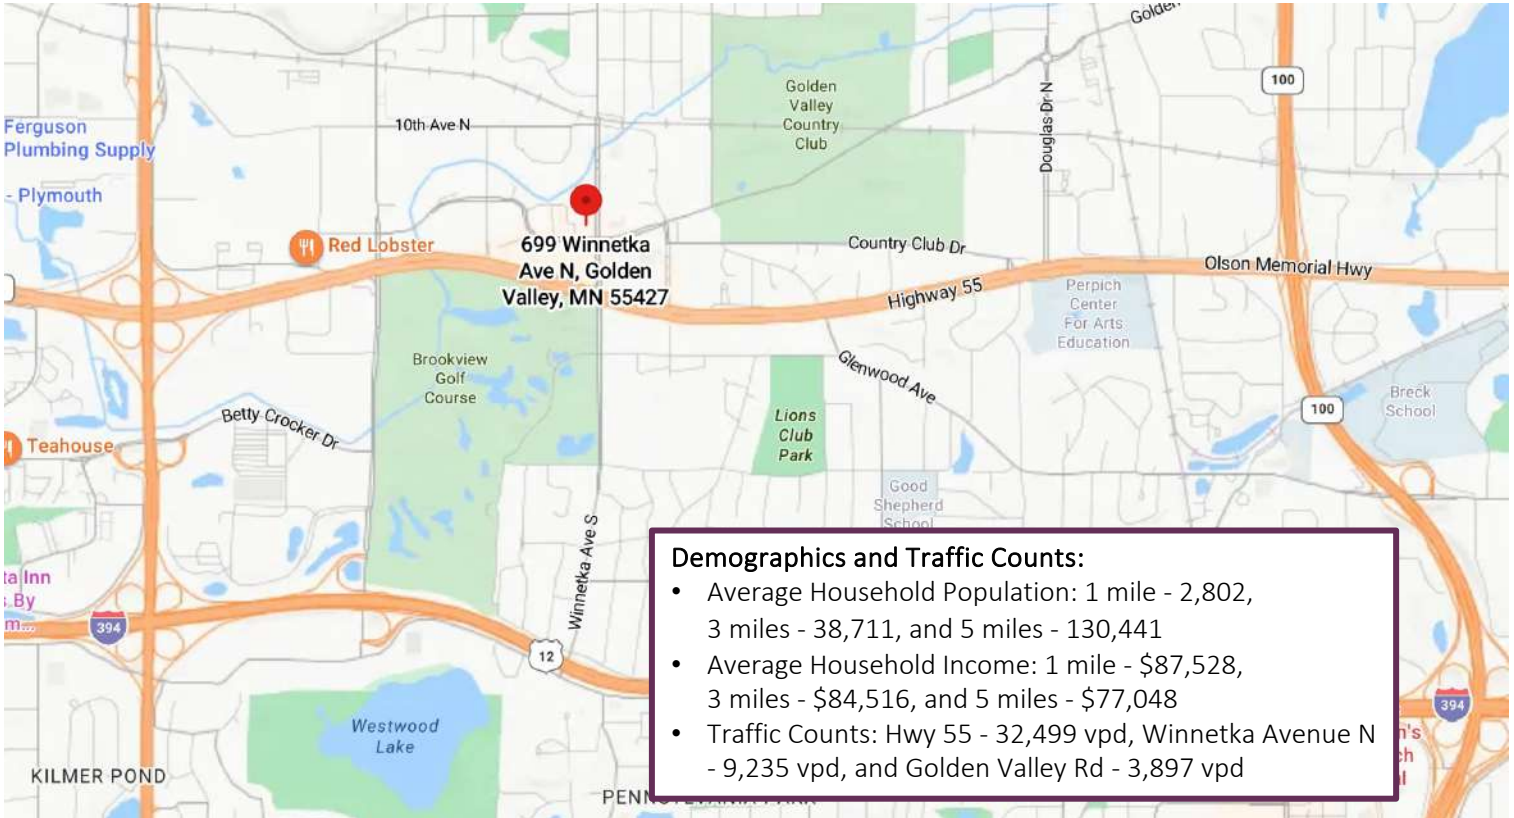 Golden
100
Golden
Valley
Country
Club
Douglas Dr N
Ferguson
Plumbing Supply
10th Ave N
- Plymouth
Red Lobster
699 Winnetka
Ave N, Golden
Valley, MN 55427
Country Club Dr
Olson Memorial Hwy
Highway 55
Perpich
Center
For Arts
Education
Brookview
Golf
Course
Glenwood Ave
Breck
School
100
Betty Crocker Dr
Lions
Club
Park
Teahouse
Good
Shepherd
School
Winnetka Ave S
ta Inn
s By
m...
394
12
Demographics and Traffic Counts:
• Average Household Population: 1 mile - 2,802,
3 miles - 38,711, and 5 miles - 130,441
• Average Household Income: 1 mile - $87,528,
3 miles - $84,516, and 5 miles - $77,048
• Traffic Counts: Hwy 55 - 32,499 vpd, Winnetka Avenue N
- 9,235 vpd, and Golden Valley Rd - 3,897 vpd
394
n's
ch
l
Westwood
Lake
KILMER POND